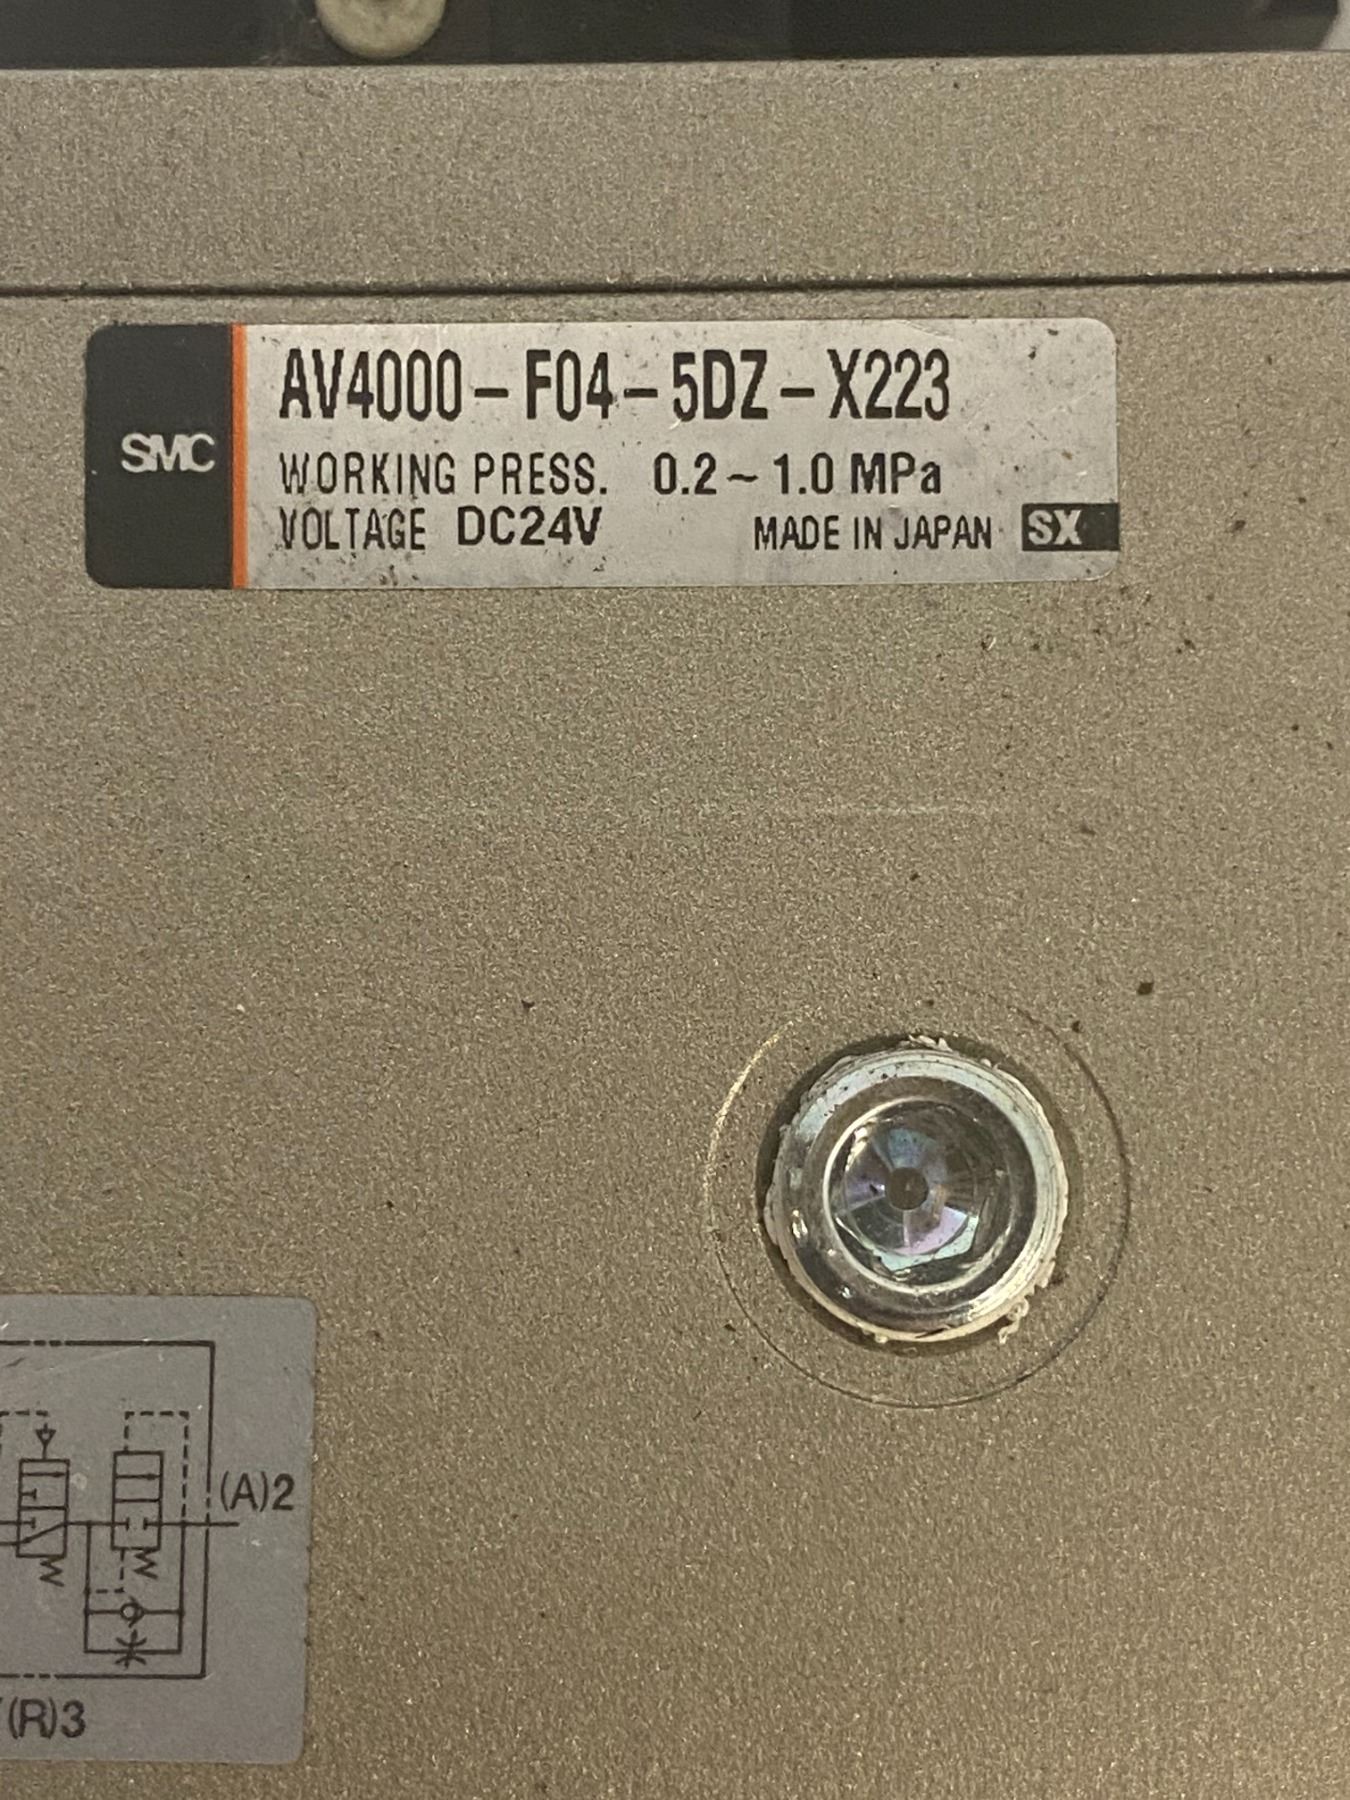 AV4000-F04-5DZ-X223
SMC
WORKING PRESS. 0.2~1.0 MPa
VOLTAGE DC24V MADE IN JAPAN SX
(A)2
(R)3